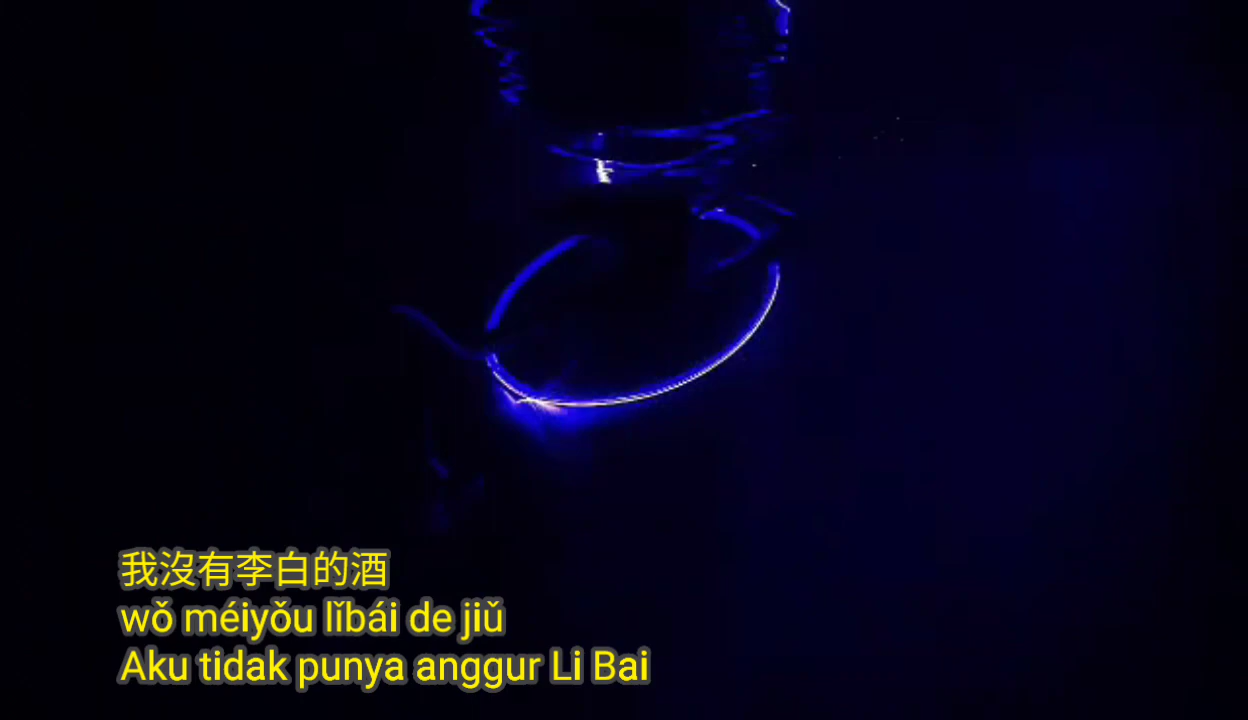 我沒有李白的酒
wǒ méiyǒu lǐbái de jiǔ
Aku tidak punya anggur Li Bai